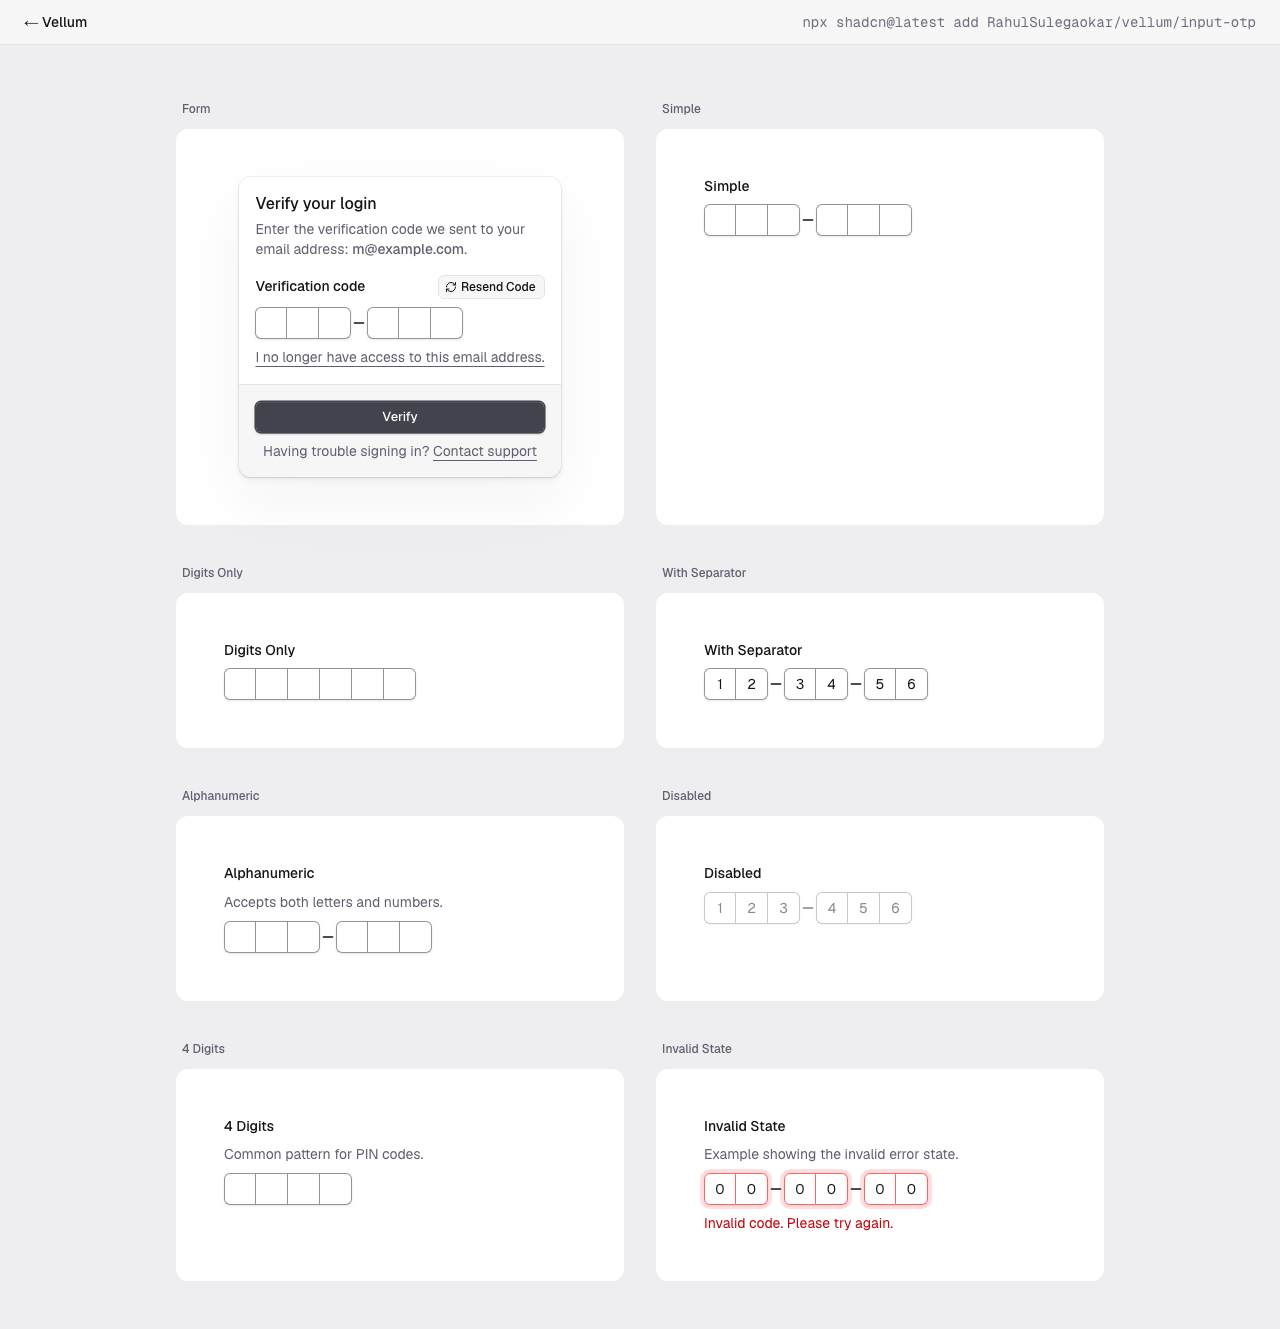 ← Vellum
npx shadcn@latest add RahulSulegaokar/vellum/input-otp
Form
Verify your login
Enter the verification code we sent to your
email address: m@example.com.
Verification code
Resend Code
I no longer have access to this email address.
Verify
Having trouble signing in? Contact support
Simple
Simple
Digits Only
Digits Only
With Separator
With Separator
1 2 – 3 4 – 5 6
Alphanumeric
Alphanumeric
Accepts both letters and numbers.
Disabled
Disabled
1 2 3 – 4 5 6
4 Digits
4 Digits
Common pattern for PIN codes.
Invalid State
Invalid State
Example showing the invalid error state.
0 0 – 0 0 – 0 0
Invalid code. Please try again.